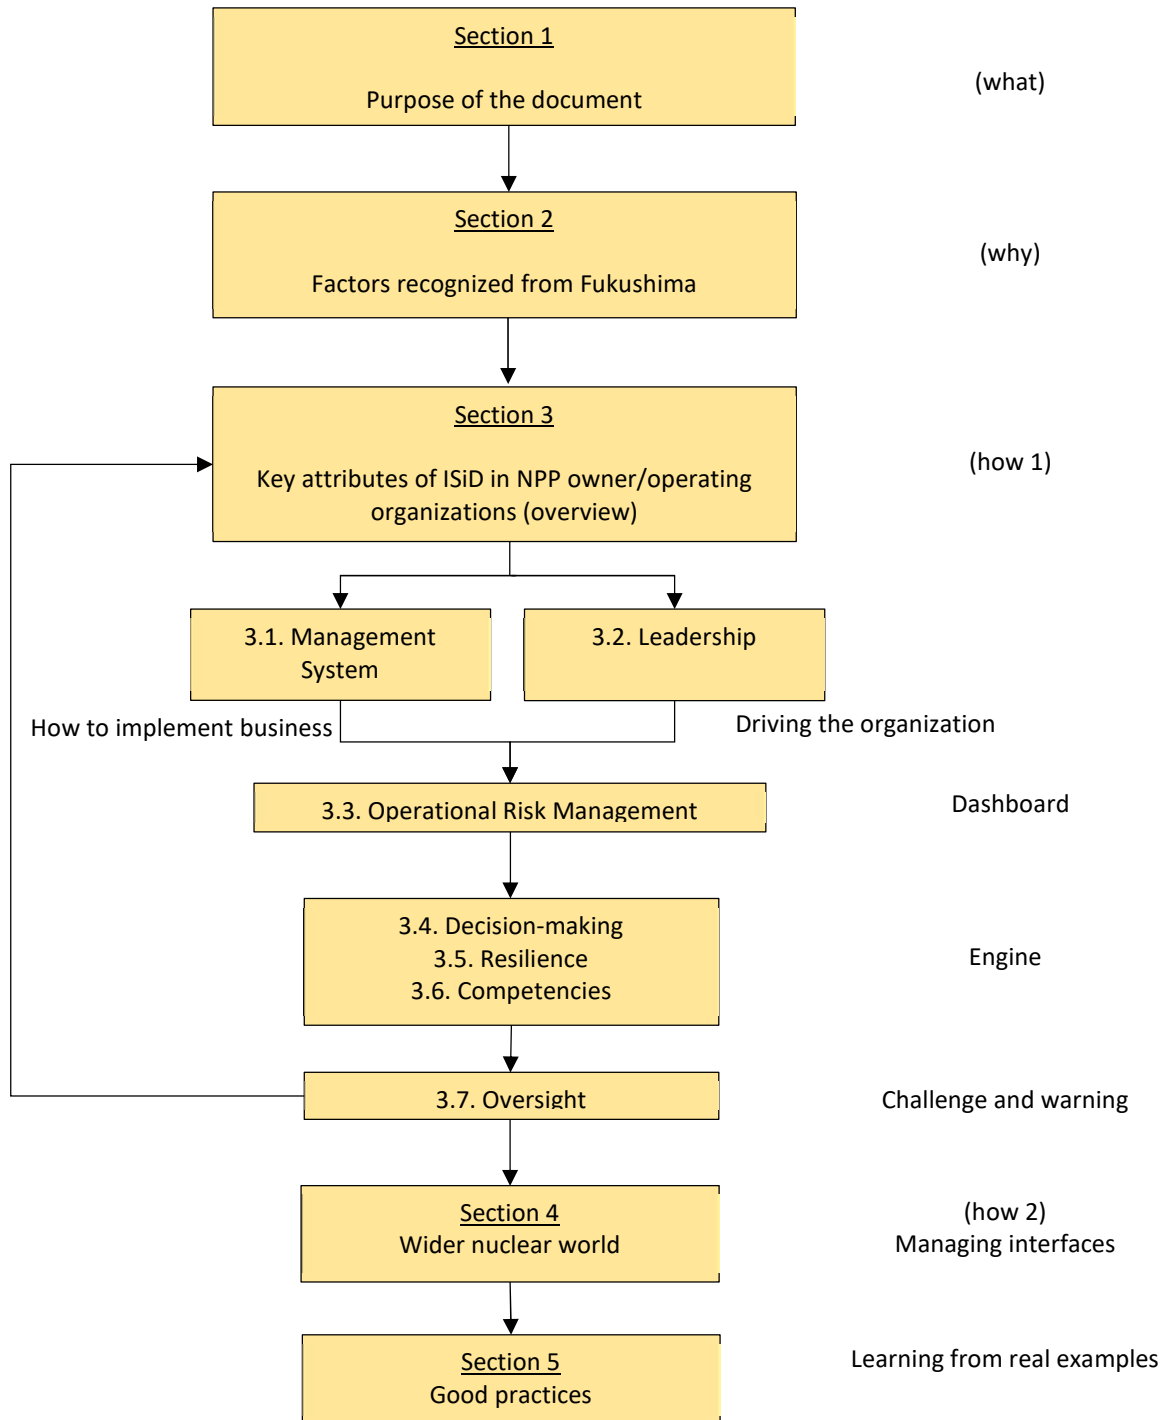 Section 1
Purpose of the document
(what)
Section 2
Factors recognized from Fukushima
(why)
Section 3
Key attributes of ISiD in NPP owner/operating
organizations (overview)
(how 1)
3.1. Management
System
3.2. Leadership
How to implement business
Driving the organization
3.3. Operational Risk Management
Dashboard
3.4. Decision-making
3.5. Resilience
3.6. Competencies
Engine
3.7. Oversight
Challenge and warning
Section 4
Wider nuclear world
(how 2)
Managing interfaces
Section 5
Good practices
Learning from real examples